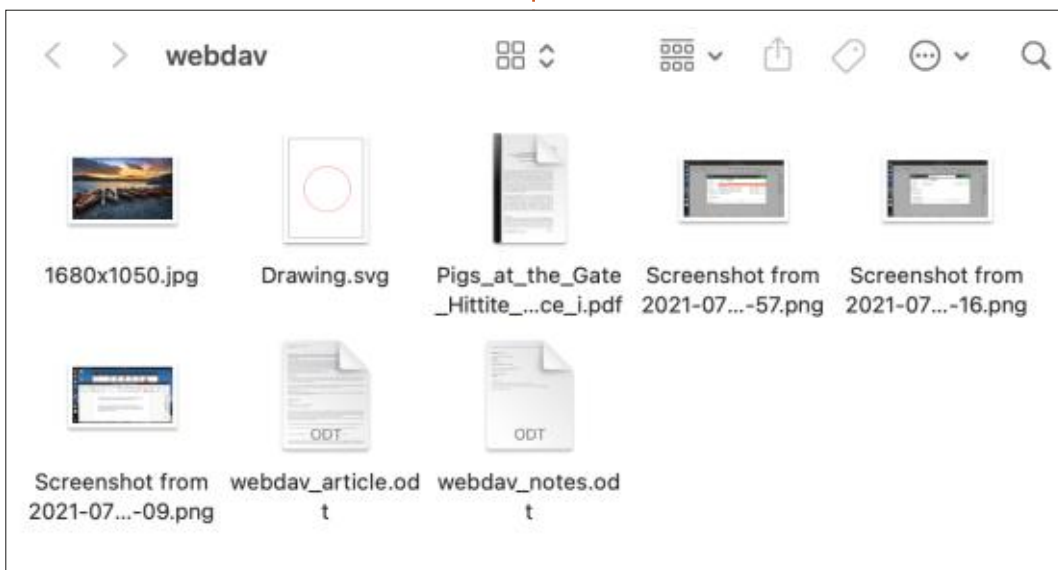 webdav
1680x1050.jpg
Drawing.svg
Pigs_at_the_Gate
_Hittite_...ce_i.pdf
Screenshot from
2021-07...-57.png
Screenshot from
2021-07...-16.png
ODT
ODT
Screenshot from
2021-07...-09.png
webdav_article.od
t
webdav_notes.od
t